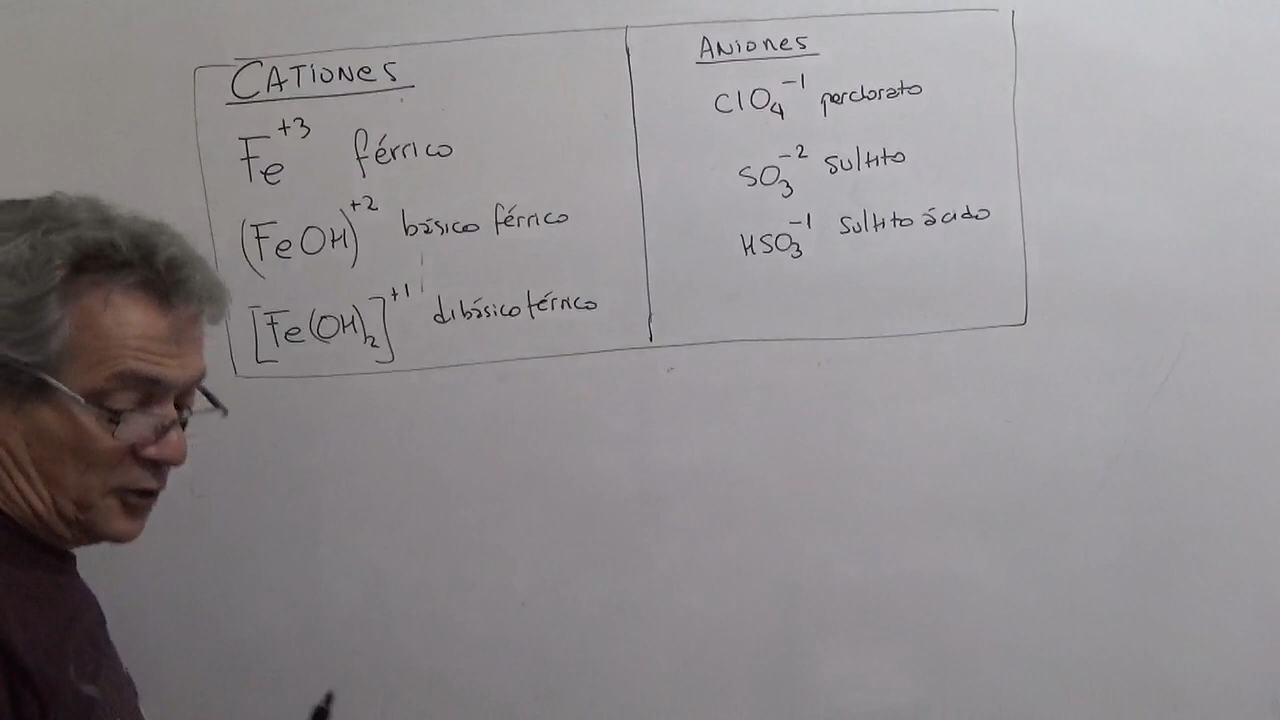 CATIONES
Fe⁺³ férrico
(FeOH)⁺² básico férrico
[Fe(OH)₂]⁺¹ dibásico férrico
ANIONES
ClO₄⁻¹ perclorato
SO₃⁻² sulfito
HSO₃⁻¹ sulfito ácido